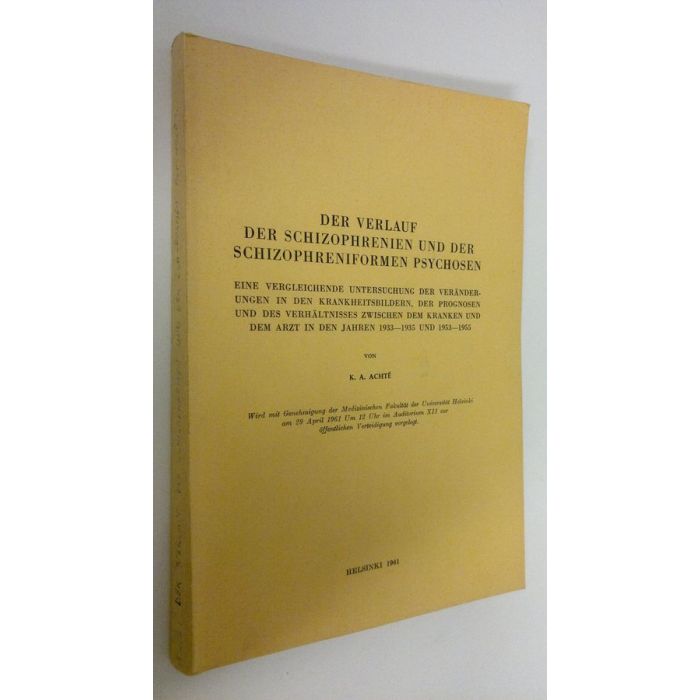 DER VERLAUF
DER SCHIZOPHRENIEN UND DER
SCHIZOPHRENIFORMEN PSYCHOSEN
EINE VERGLEICHENDE UNTERSUCHUNG DER VERÄNDER-
UNGEN IN DEN KRANKHEITSBILDERN, DER PROGNOSEN
UND DES VERHÄLTNISSES ZWISCHEN DEM KRANKEN UND
DEM ARZT IN DEN JAHREN 1933—1935 UND 1953—1955
VON
K. A. ACHTÉ
Wird mit Genehmigung der Medizinischen Fakultät der Universität Helsinki
am 29 April 1961 Um 12 Uhr im Auditorium XII zur
öffentlichen Verteidigung vorgelegt.
HELSINKI 1961